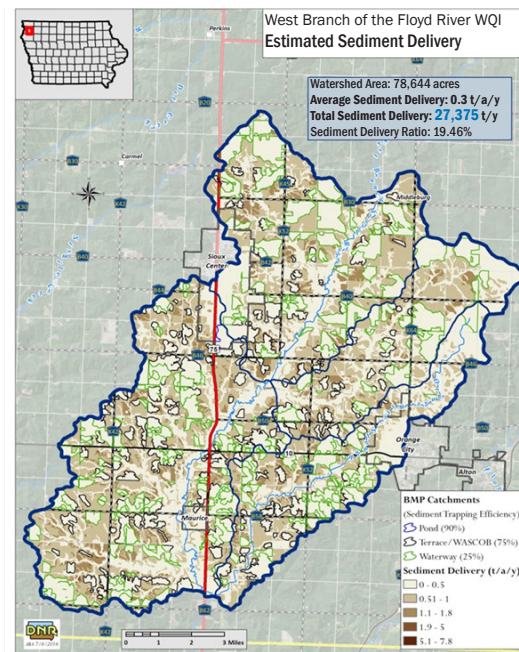 West Branch of the Floyd River WQI
Estimated Sediment Delivery
Watershed Area: 78,644 acres
Average Sediment Delivery: 0.3 t/a/y
Total Sediment Delivery: 27,375 t/y
Sediment Delivery Ratio: 19.46%
Perkins
Carmel
Middleburg
Sioux
Center
75
Orange
City
10
Alton
Maurice
BMP Catchments
(Sediment Trapping Efficiency)
Pond (90%)
Terrace/WASCOB (75%)
Waterway (25%)
Sediment Delivery (t/a/y)
0 - 0.5
0.51 - 1
1.1 - 1.8
1.9 - 5
5.1 - 7.8
DNR
0 1 2 3 Miles